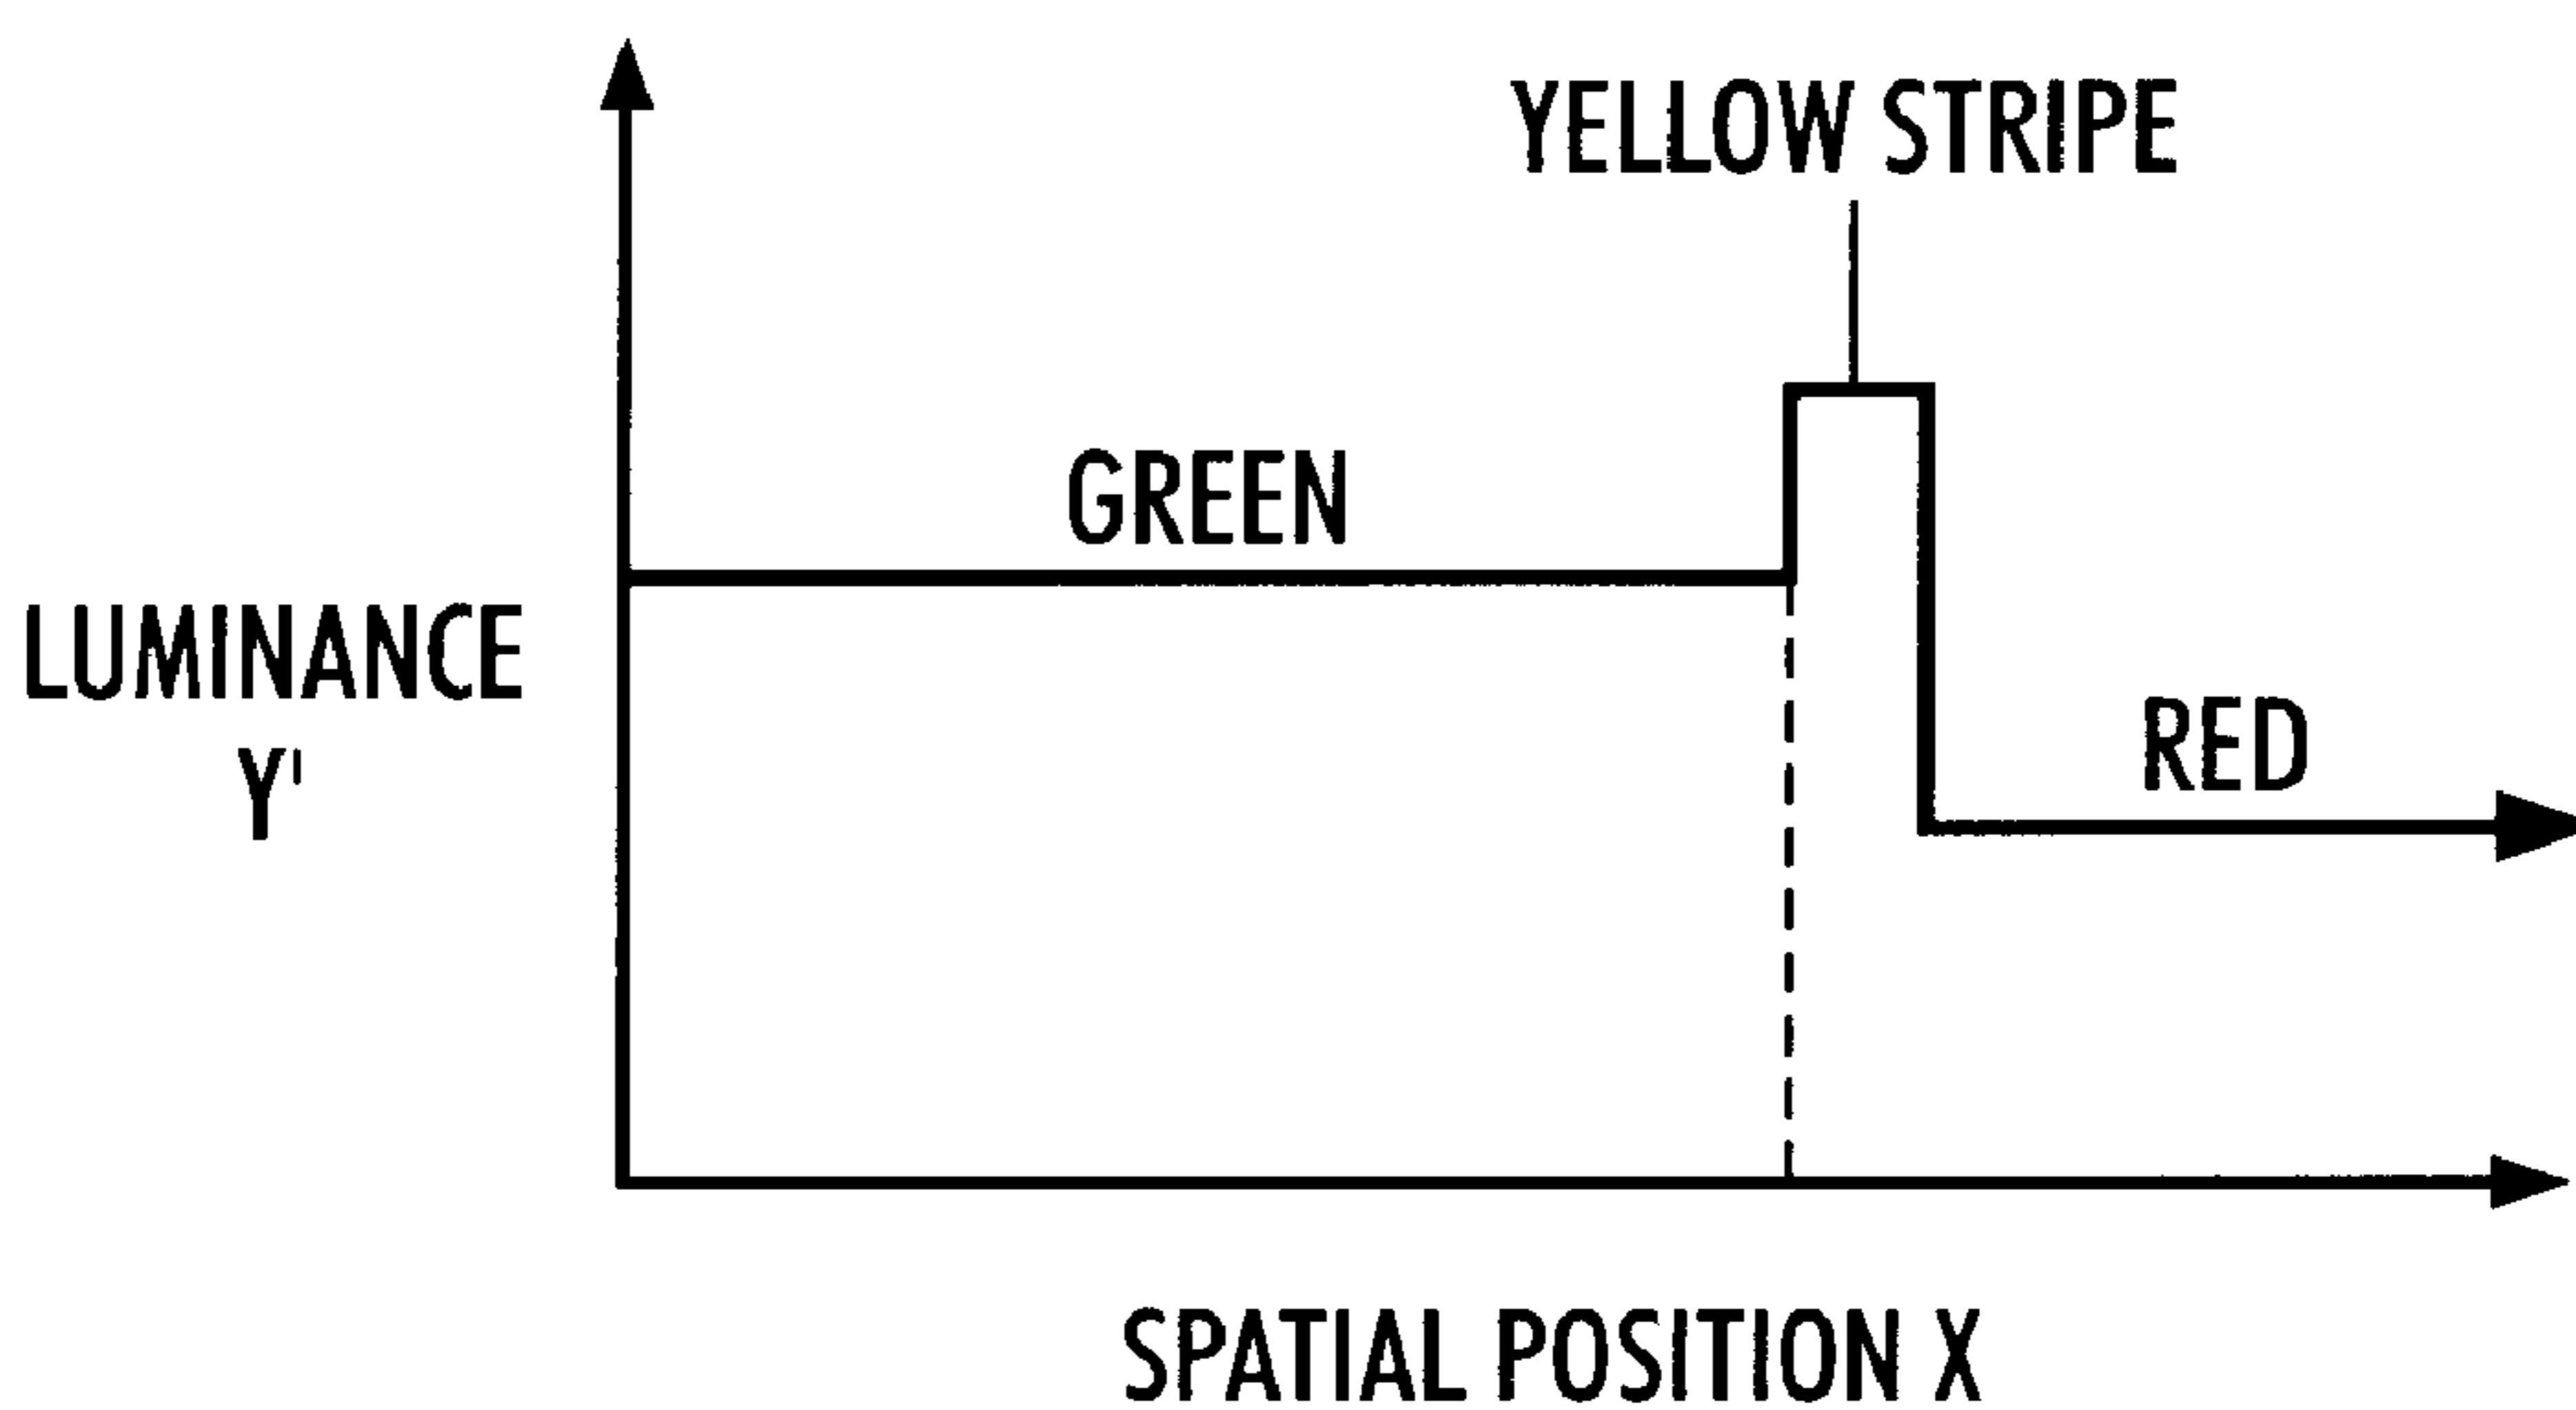 YELLOW STRIPE
GREEN
LUMINANCE
Y'
RED
SPATIAL POSITION X